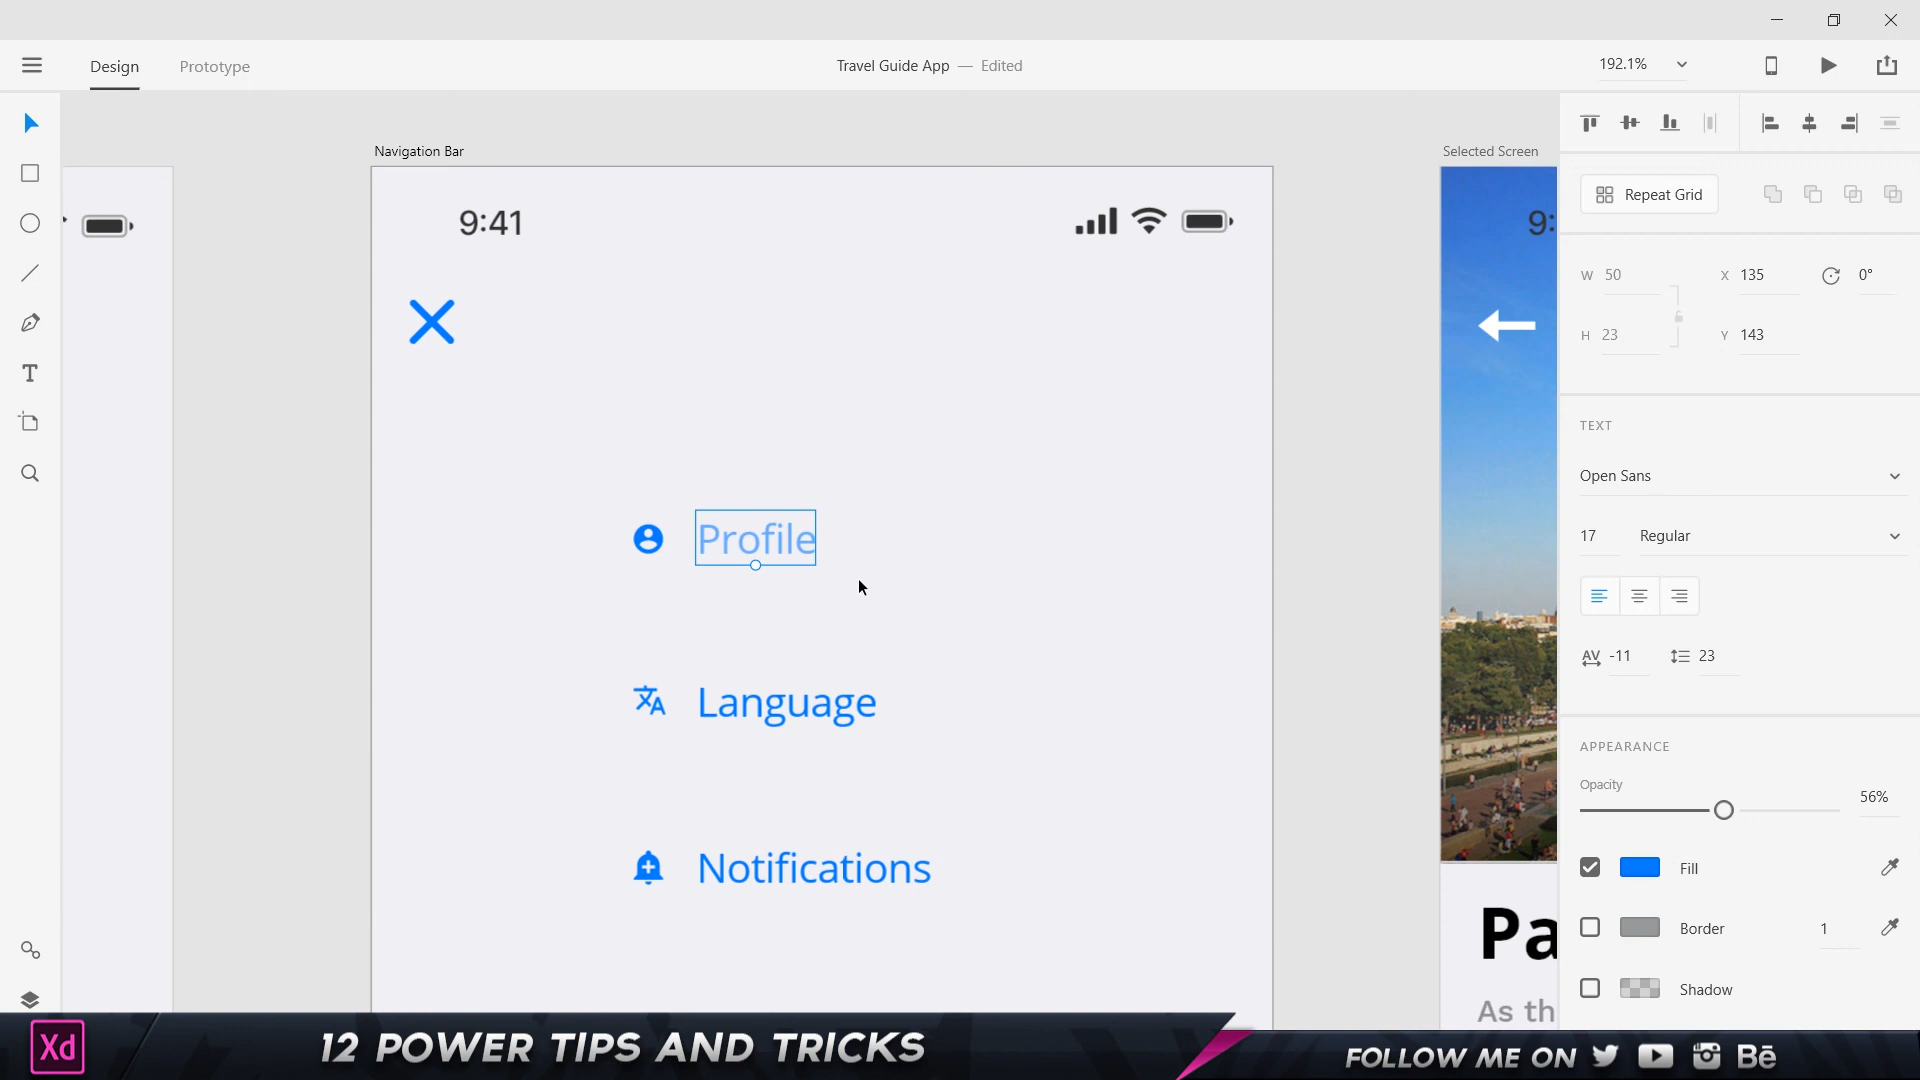 Design
Prototype
Travel Guide App — Edited
192.1%
Navigation Bar
Selected Screen
9:41
9:
Repeat Grid
W 50
X 135
0°
H 23
Y 143
TEXT
Open Sans
17
Regular
AV -11
23
Profile
Language
Notifications
APPEARANCE
Opacity
56%
Fill
Border
1
Shadow
Pa
As th
T
Xd
12 POWER TIPS AND TRICKS
FOLLOW ME ON
Bē